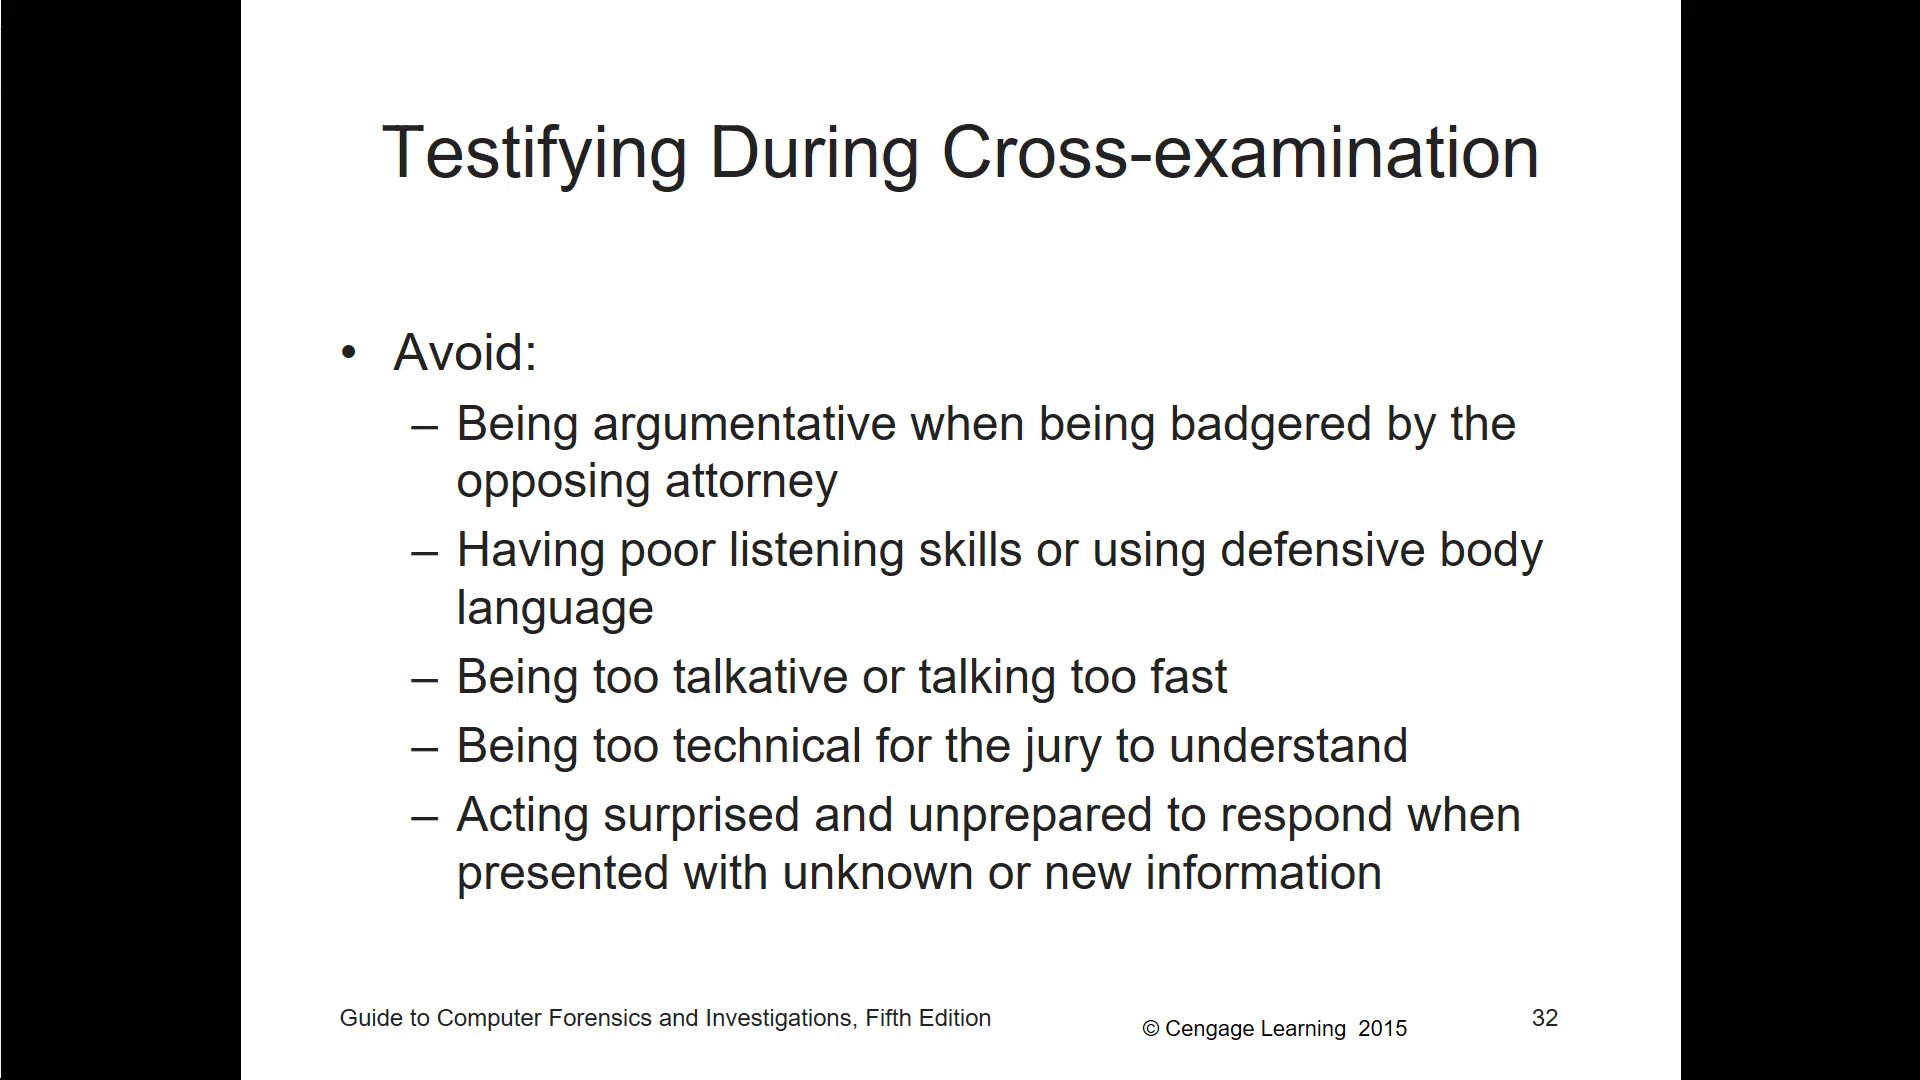 Testifying During Cross-examination
• Avoid:
– Being argumentative when being badgered by the
opposing attorney
– Having poor listening skills or using defensive body
language
– Being too talkative or talking too fast
– Being too technical for the jury to understand
– Acting surprised and unprepared to respond when
presented with unknown or new information
Guide to Computer Forensics and Investigations, Fifth Edition
© Cengage Learning 2015
32